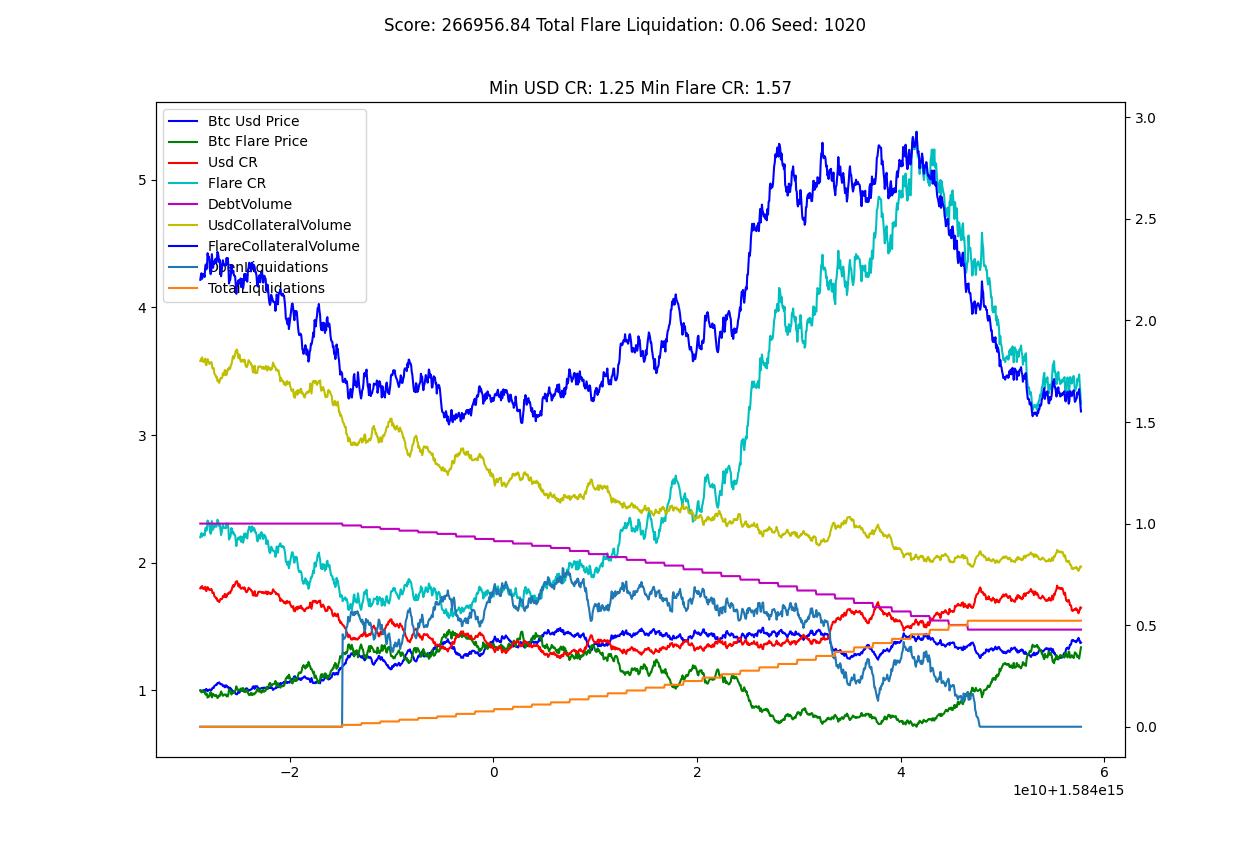 Score: 266956.84 Total Flare Liquidation: 0.06 Seed: 1020
Min USD CR: 1.25 Min Flare CR: 1.57
Btc Usd Price
Btc Flare Price
Usd CR
Flare CR
DebtVolume
UsdCollateralVolume
FlareCollateralVolume
OpenLiquidations
TotalLiquidations
5
4
3
2
1
3.0
2.5
2.0
1.5
1.0
0.5
0.0
−2
0
2
4
6
1e10+1.584e15